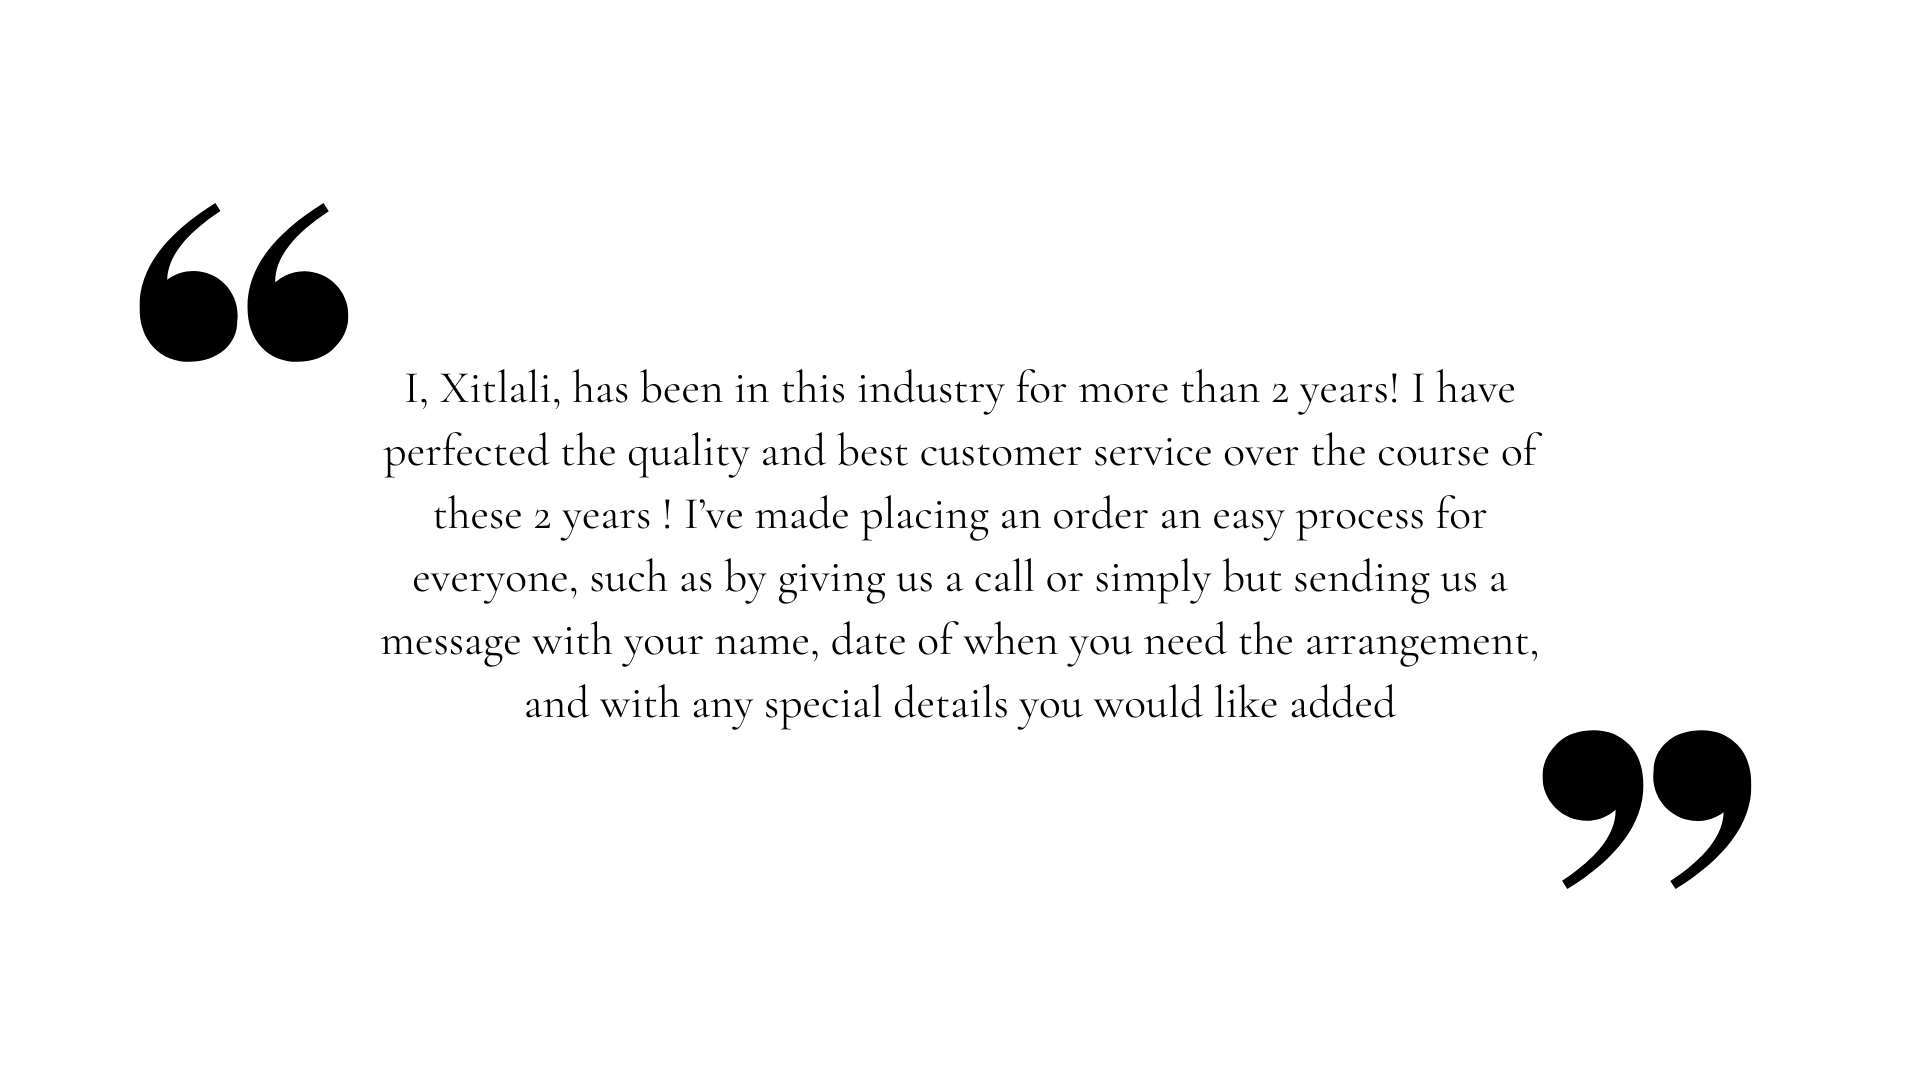 “
I, Xitlali, has been in this industry for more than 2 years! I have
perfected the quality and best customer service over the course of
these 2 years ! I’ve made placing an order an easy process for
everyone, such as by giving us a call or simply but sending us a
message with your name, date of when you need the arrangement,
and with any special details you would like added
”